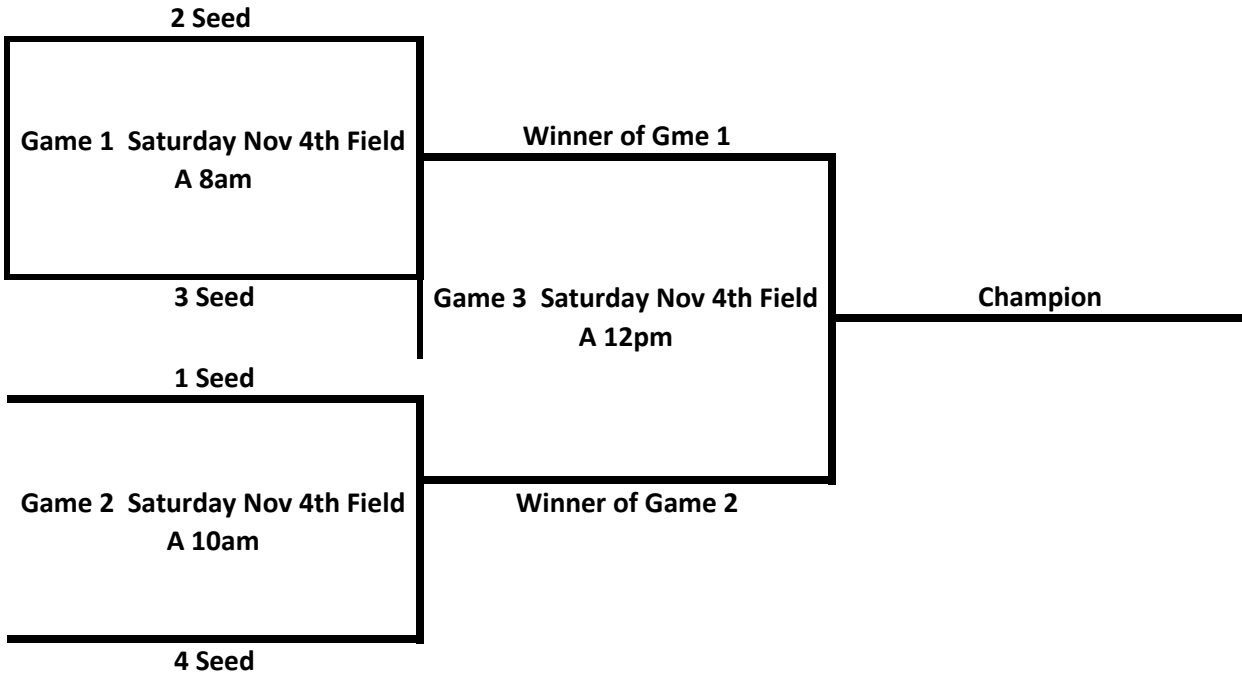 2 Seed
Game 1  Saturday Nov 4th Field
A 8am
3 Seed
Winner of Gme 1
Game 3  Saturday Nov 4th Field
A 12pm
Champion
1 Seed
Game 2  Saturday Nov 4th Field
A 10am
4 Seed
Winner of Game 2